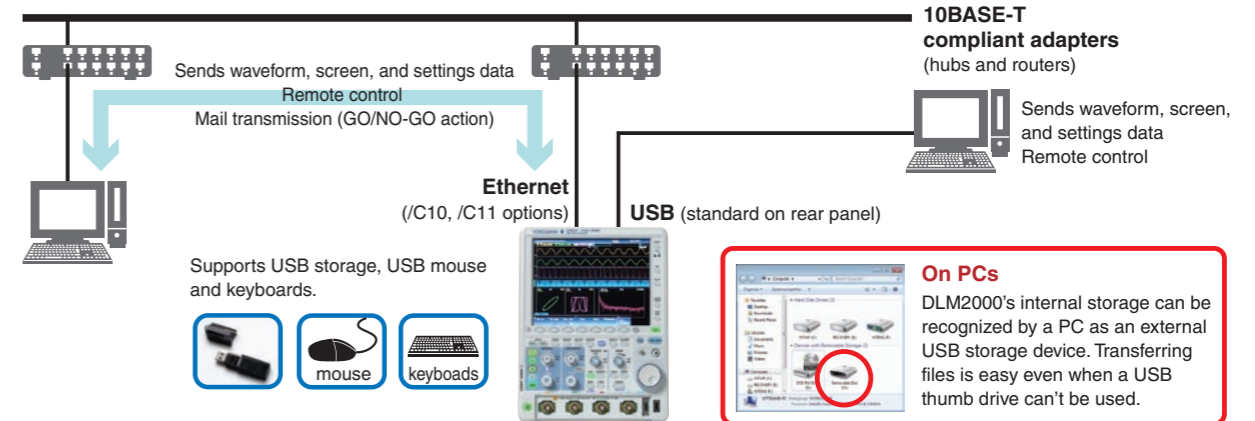 10BASE-T
compliant adapters
(hubs and routers)
Sends waveform, screen, and settings data
Remote control
Mail transmission (GO/NO-GO action)
Sends waveform, screen,
and settings data
Remote control
Ethernet
(/C10, /C11 options)
USB (standard on rear panel)
Supports USB storage, USB mouse
and keyboards.
mouse
keyboads
YOKOGAWA
On PCs
DLM2000's internal storage can be
recognized by a PC as an external
USB storage device. Transferring
files is easy even when a USB
thumb drive can't be used.